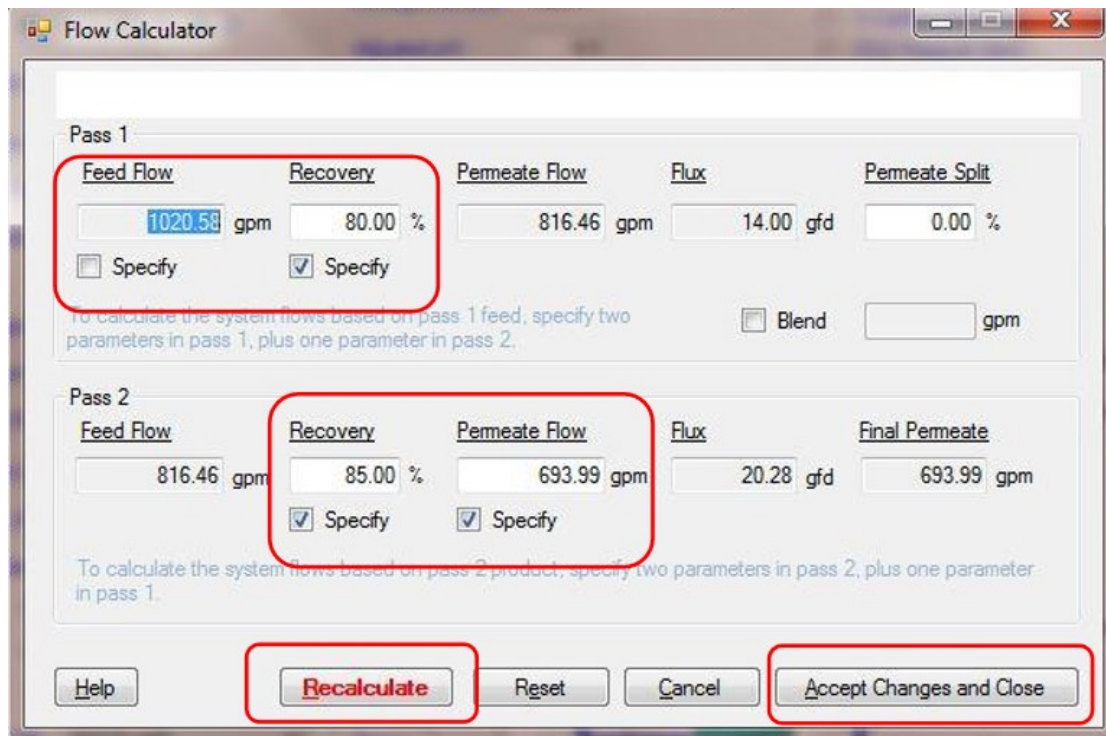 Flow Calculator
Pass 1
Feed Flow Recovery Permeate Flow Flux Permeate Split
1020.58 gpm 80.00 % 816.46 gpm 14.00 gfd 0.00 %
Specify Specify
To calculate the system flows based on pass 1 feed, specify two
parameters in pass 1, plus one parameter in pass 2.
Blend gpm
Pass 2
Feed Flow Recovery Permeate Flow Flux Final Permeate
816.46 gpm 85.00 % 693.99 gpm 20.28 gfd 693.99 gpm
Specify Specify
To calculate the system flows based on pass 2 product, specify two parameters in pass 2, plus one parameter
in pass 1.
Help Recalculate Reset Cancel Accept Changes and Close